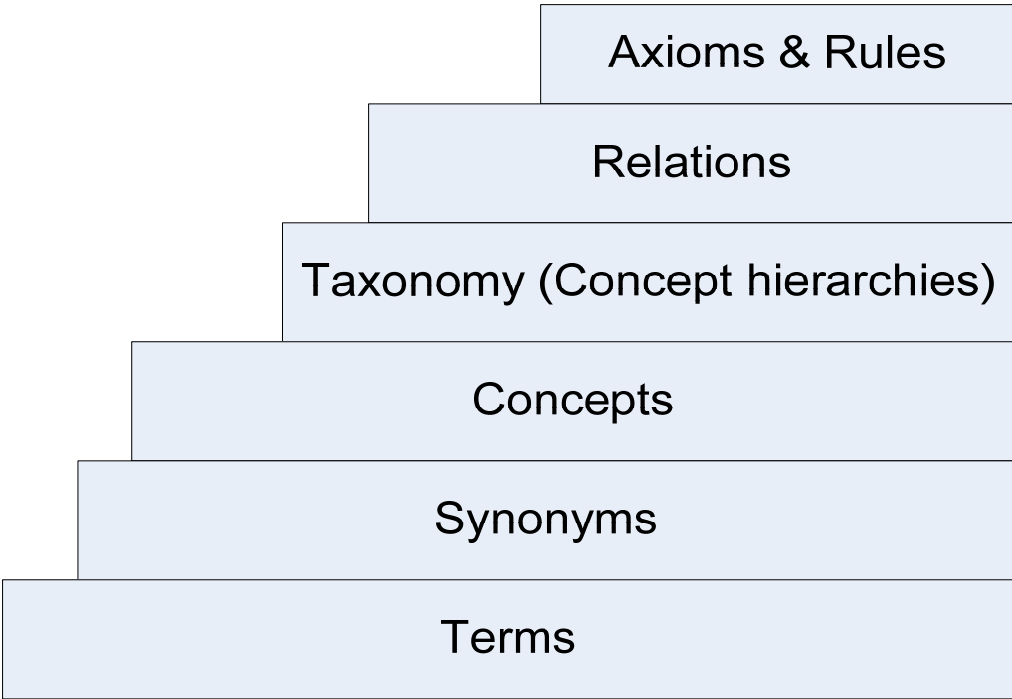 Axioms & Rules
Relations
Taxonomy (Concept hierarchies)
Concepts
Synonyms
Terms